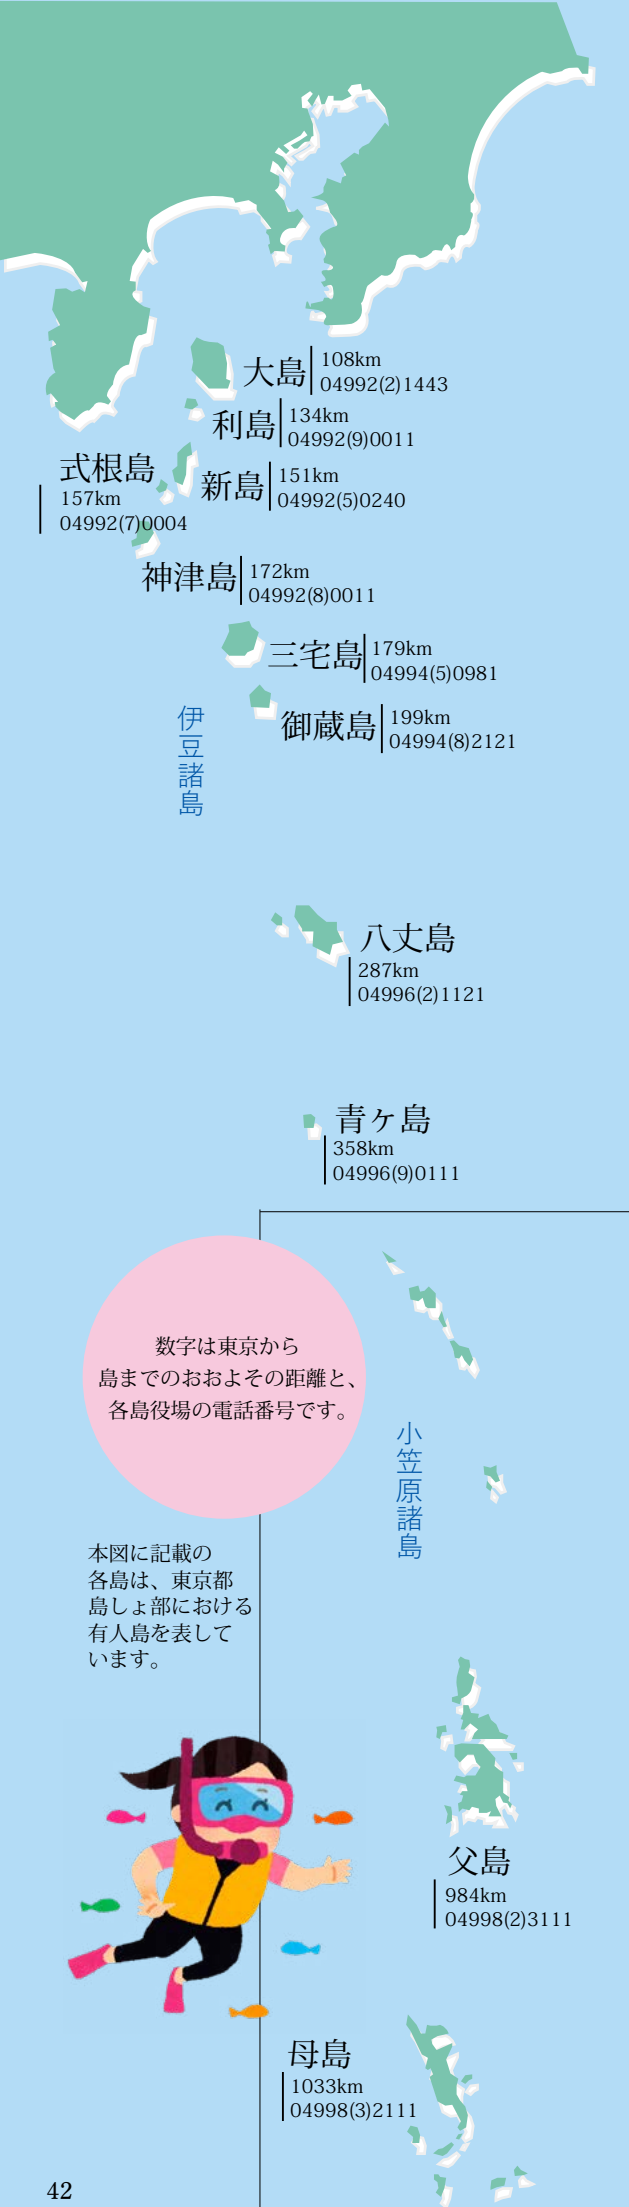 大島
108km
04992(2)1443
利島
134km
04992(9)0011
式根島
157km
04992(7)0004
新島
151km
04992(5)0240
神津島
172km
04992(8)0011
三宅島
179km
04994(5)0981
御蔵島
199km
04994(8)2121
伊豆諸島
八丈島
287km
04996(2)1121
青ヶ島
358km
04996(9)0111
数字は東京から
島までのおおよその距離と、
各島役場の電話番号です。
小笠原諸島
本図に記載の
各島は、東京都
島しょ部における
有人島を表して
います。
父島
984km
04998(2)3111
母島
1033km
04998(3)2111
42